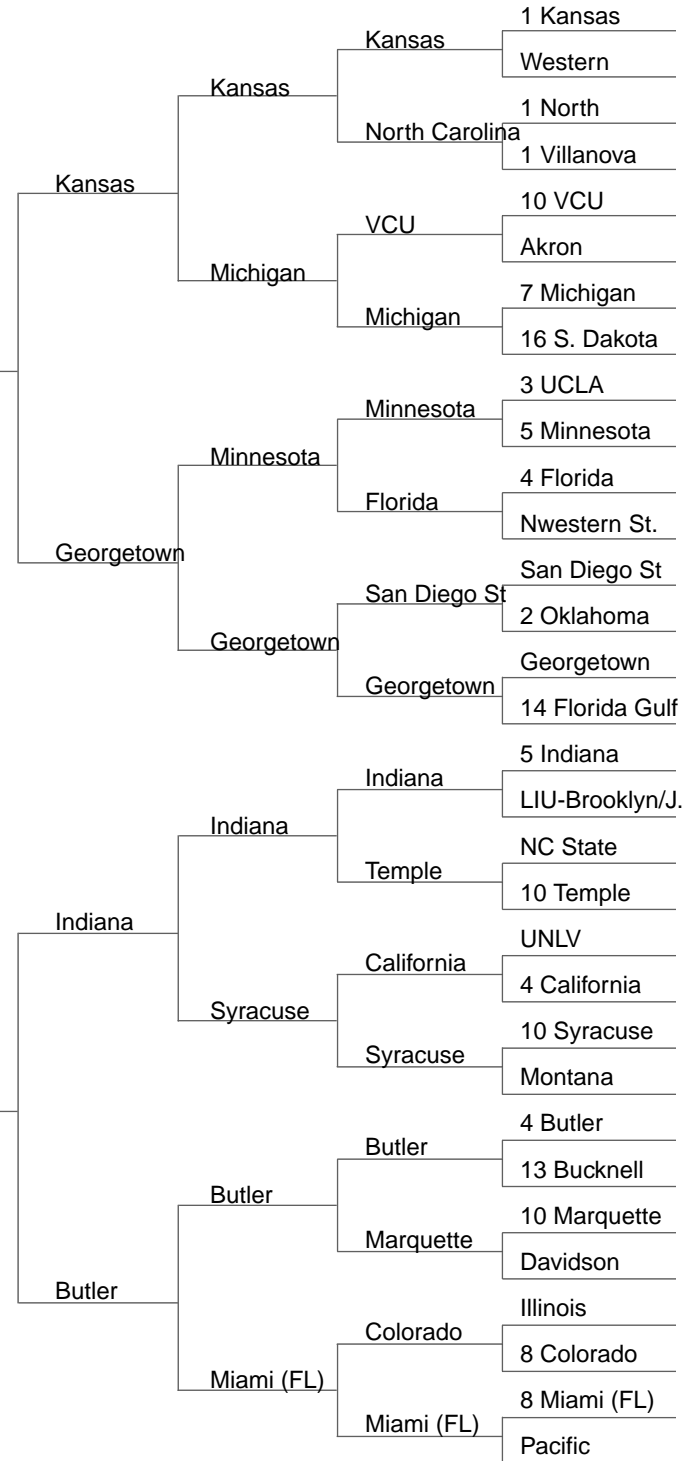 1 Kansas
Kansas
Western
Kansas
1 North
North Carolina
1 Villanova
Kansas
10 VCU
VCU
Akron
Michigan
7 Michigan
Michigan
16 S. Dakota
3 UCLA
Minnesota
5 Minnesota
Minnesota
4 Florida
Florida
Nwestern St.
Georgetown
San Diego St
San Diego St
2 Oklahoma
Georgetown
Georgetown
Georgetown
14 Florida Gulf
5 Indiana
Indiana
LIU-Brooklyn/J.
Indiana
NC State
Temple
10 Temple
Indiana
UNLV
California
4 California
Syracuse
10 Syracuse
Syracuse
Montana
4 Butler
Butler
13 Bucknell
Butler
10 Marquette
Marquette
Davidson
Butler
Illinois
Colorado
8 Colorado
Miami (FL)
8 Miami (FL)
Miami (FL)
Pacific